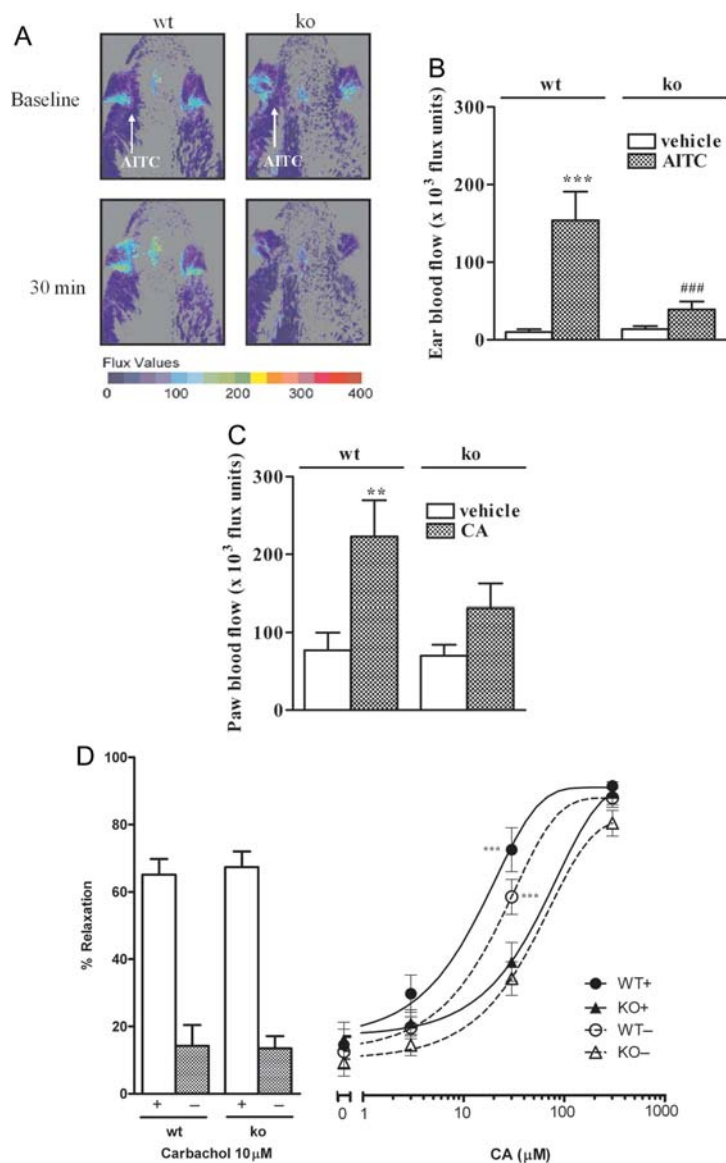 A
wt
ko
Baseline
AITC
AITC
30 min
Flux Values
0 100 200 300 400
B
wt
ko
Ear blood flow (x 10³ flux units)
300
200
100
0
vehicle
AITC
***
###
C
wt
ko
Paw blood flow (x 10³ flux units)
300
200
100
0
vehicle
CA
**
D
% Relaxation
100
80
60
40
20
0
+ – + –
wt
ko
Carbachol 10µM
***
***
WT+
KO+
WT–
KO–
0 1 10 100 1000
CA (µM)